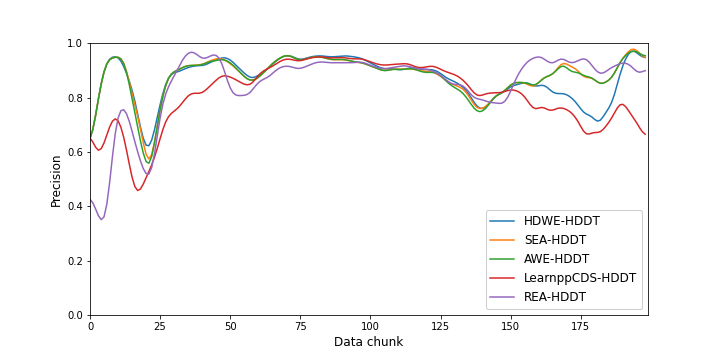 1.0
0.8
0.6
0.4
0.2
0.0
Precision
0 25 50 75 100 125 150 175
Data chunk
HDWE-HDDT
SEA-HDDT
AWE-HDDT
LearnppCDS-HDDT
REA-HDDT